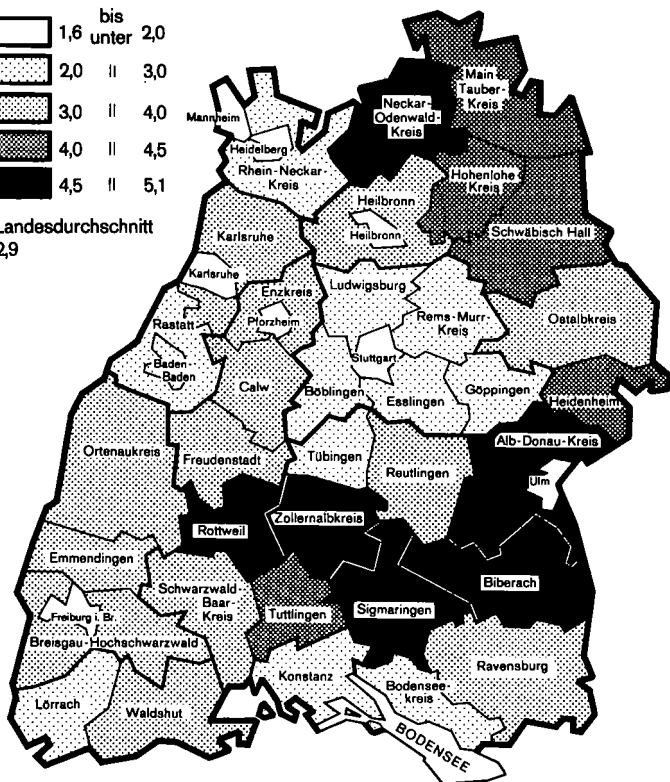 bis
1,6 unter 2,0
2,0 " 3,0
3,0 " 4,0
4,0 " 4,5
4,5 " 5,1
Landesdurchschnitt
2,9
Main
Tauber-
Kreis
Neckar-
Odenwald-
Kreis
Mannheim
Heidelberg
Rhein-Neckar-
Kreis
Hohenlohe
Kreis
Heilbronn
Heilbronn
Schwäbisch Hall
Karlsruhe
Karlsruhe
Enzkreis
Ludwigsburg
Rems-Murr-
Kreis
Ostalbkreis
Rastatt
Pforzheim
Baden-
Baden
Stuttgart
Calw
Böblingen
Esslingen
Göppingen
Heidenheim
Alb-Donau-Kreis
Ortenaukreis
Freudenstadt
Tübingen
Reutlingen
Ulm
Rottweil
Zollernalbkreis
Emmendingen
Schwarzwald-
Baar-
Kreis
Biberach
Freiburg i. Br.
Tuttlingen
Sigmaringen
Breisgau-Hochschwarzwald
Konstanz
Ravensburg
Bodensee-
kreis
Lörrach
Waldshut
BODENSEE